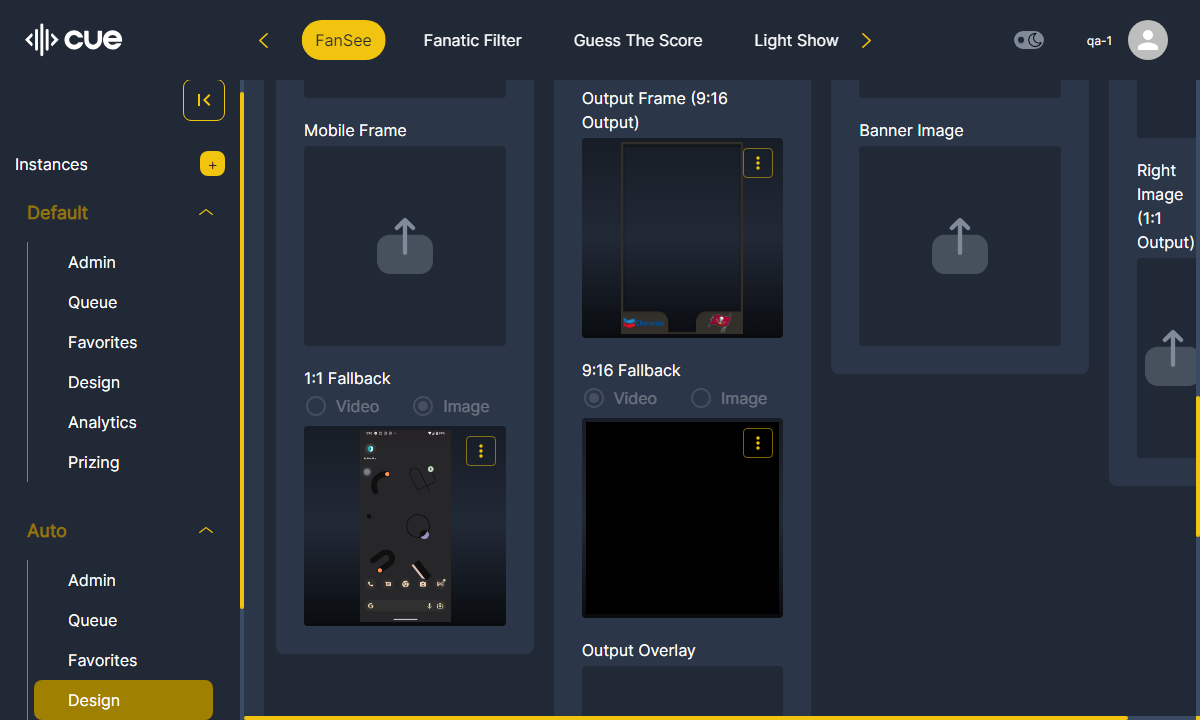 cue
FanSee
Fanatic Filter
Guess The Score
Light Show
qa-1
Instances
+
Default
Admin
Queue
Favorites
Design
Analytics
Prizing
Auto
Admin
Queue
Favorites
Design
Mobile Frame
1:1 Fallback
Video
Image
Output Frame (9:16
Output)
9:16 Fallback
Video
Image
Output Overlay
Banner Image
Right
Image
(1:1
Output)